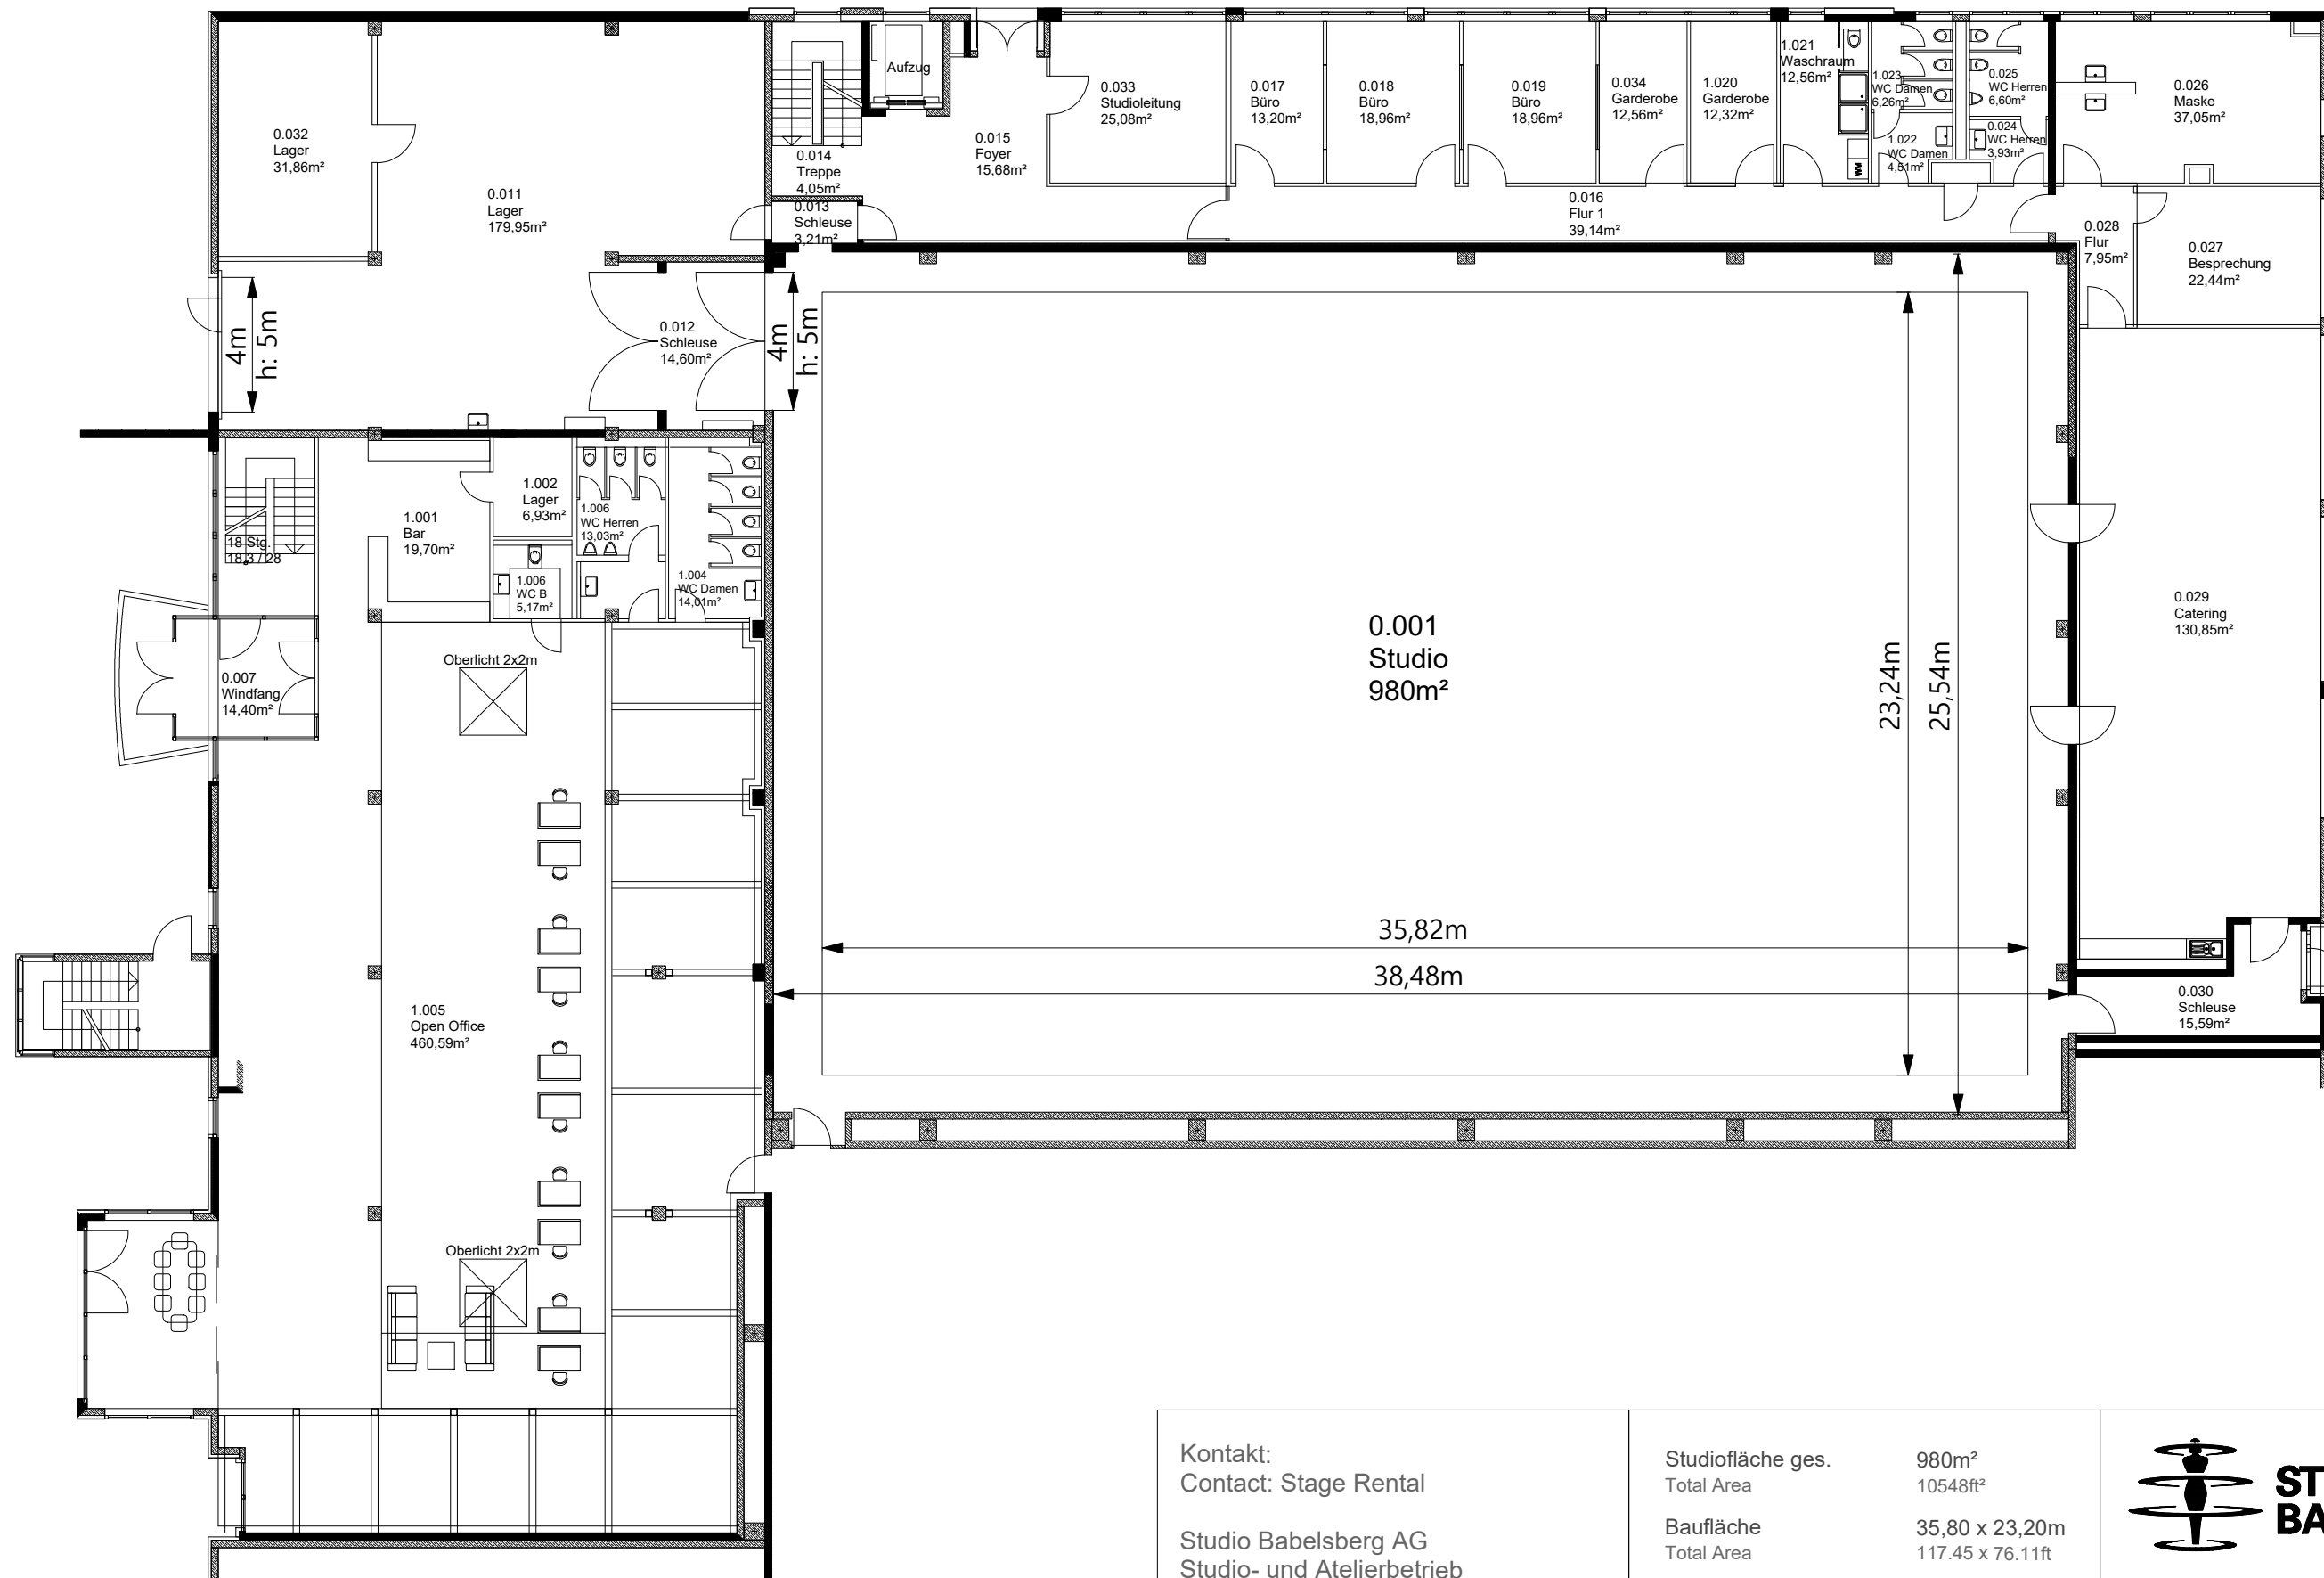 Aufzug
0.032
Lager
31,86m²
0.011
Lager
179,95m²
0.014
Treppe
4,05m²
0.013
Schleuse
3,21m²
0.015
Foyer
15,68m²
0.033
Studioleitung
25,08m²
0.017
Büro
13,20m²
0.018
Büro
18,96m²
0.019
Büro
18,96m²
0.034
Garderobe
12,56m²
1.020
Garderobe
12,32m²
1.021
Waschraum
12,56m²
1.023
WC Damen
6,26m²
1.022
WC Damen
4,51m²
0.025
WC Herren
6,60m²
0.024
WC Herren
3,93m²
0.026
Maske
37,05m²
0.016
Flur 1
39,14m²
0.028
Flur
7,95m²
0.027
Besprechung
22,44m²
4m
h: 5m
0.012
Schleuse
14,60m²
4m
h: 5m
18 Stg.
18,3 / 28
1.001
Bar
19,70m²
1.002
Lager
6,93m²
1.006
WC Herren
13,03m²
1.006
WC B
5,17m²
1.004
WC Damen
14,01m²
0.007
Windfang
14,40m²
Oberlicht 2x2m
0.001
Studio
980m²
23,24m
25,54m
0.029
Catering
130,85m²
35,82m
38,48m
0.030
Schleuse
15,59m²
1.005
Open Office
460,59m²
Oberlicht 2x2m
Kontakt:
Contact: Stage Rental
Studio Babelsberg AG
Studio- und Atelierbetrieb
Studiofläche ges. 980m²
Total Area 10548ft²
Baufläche 35,80 x 23,20m
Total Area 117.45 x 76.11ft
ST
BA